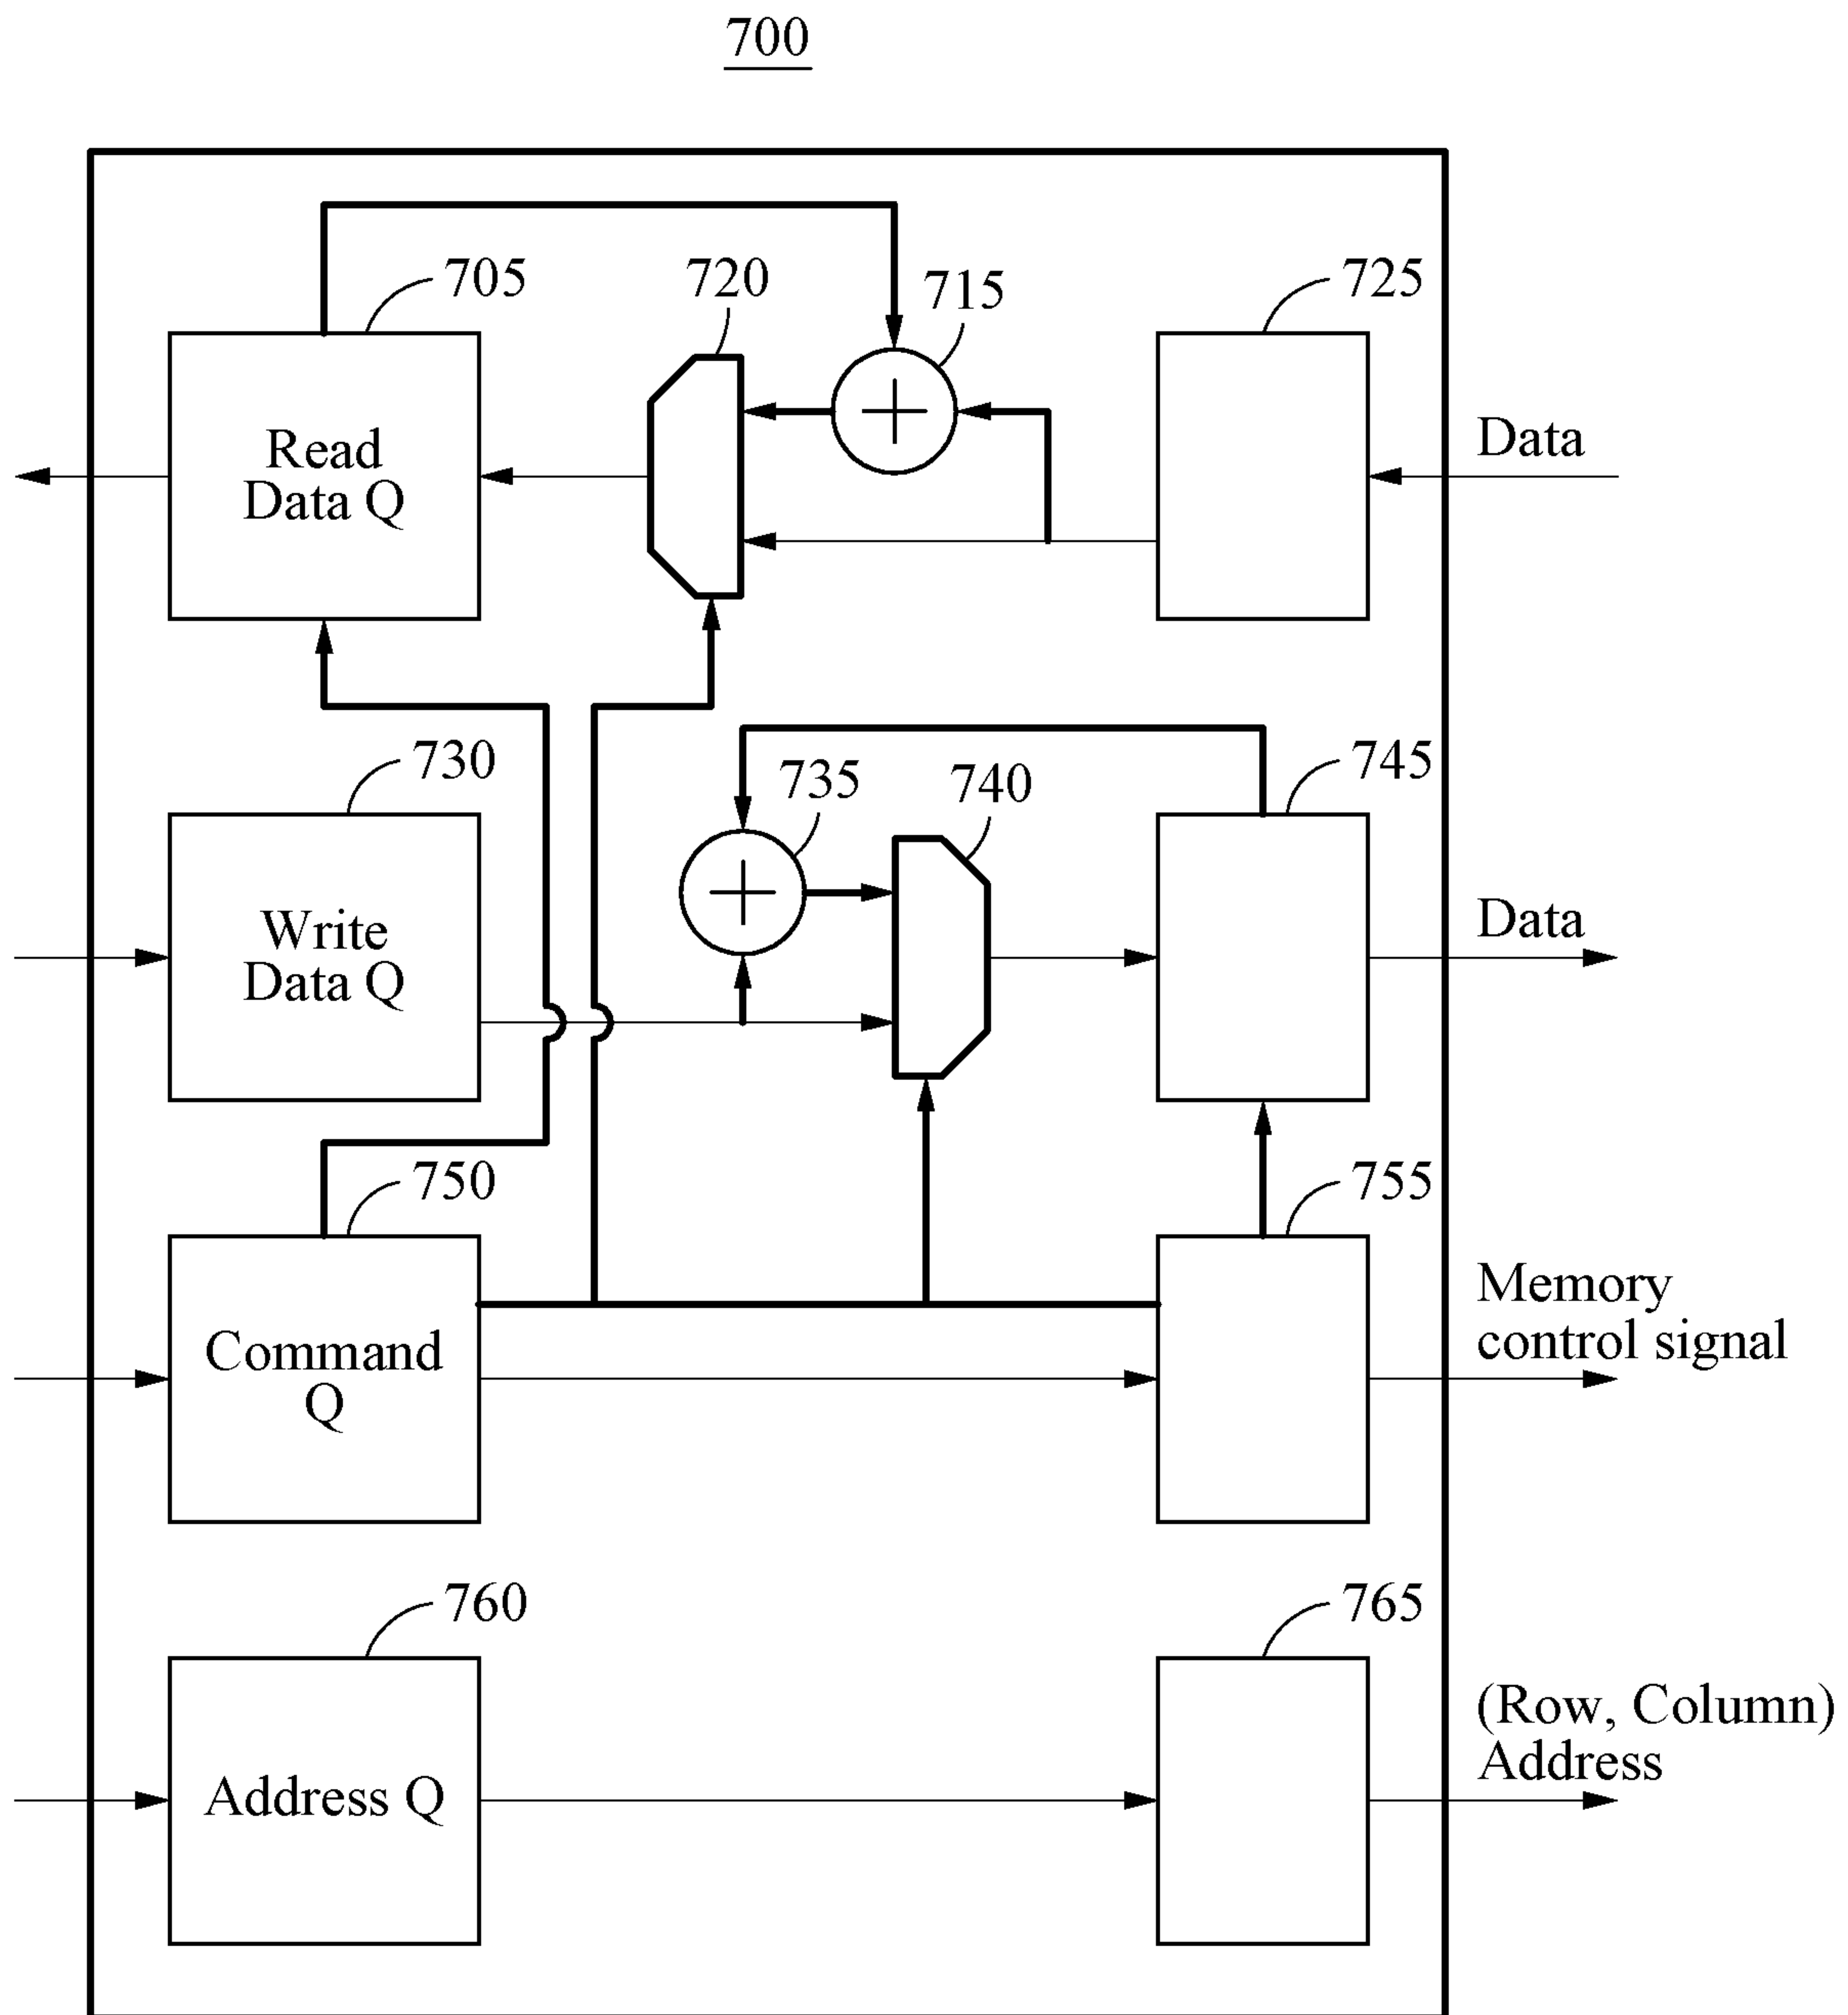 700
705
720
715
725
Read
Data Q
Data
730
735
740
745
Write
Data Q
Data
750
755
Command
Q
Memory
control signal
760
765
Address Q
(Row, Column)
Address